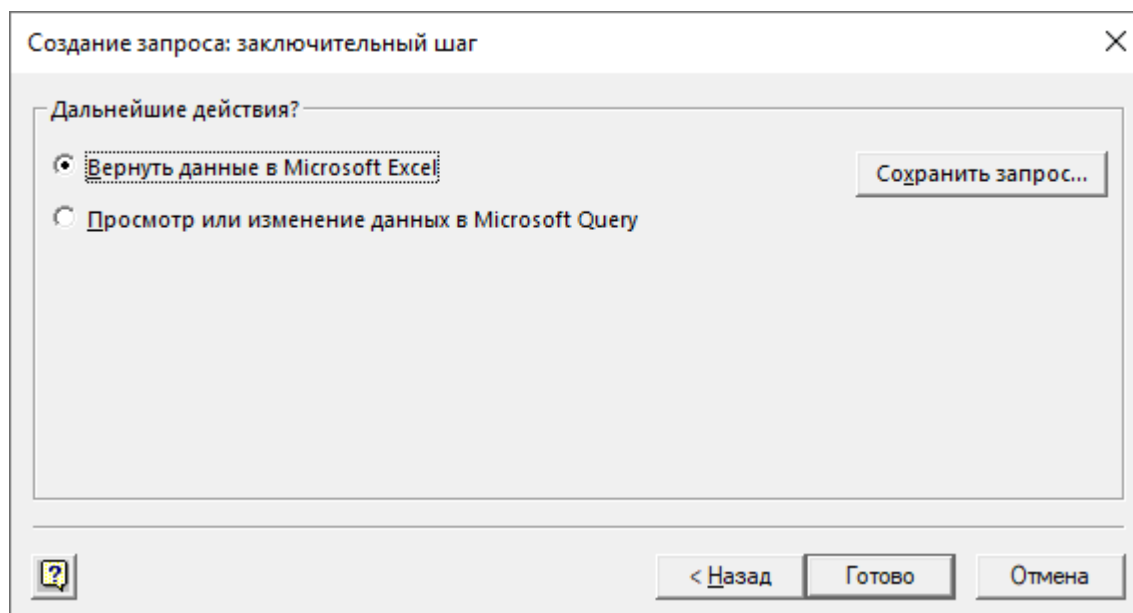 Создание запроса: заключительный шаг
Дальнейшие действия?
Вернуть данные в Microsoft Excel
Сохранить запрос...
Просмотр или изменение данных в Microsoft Query
?
< Назад
Готово
Отмена